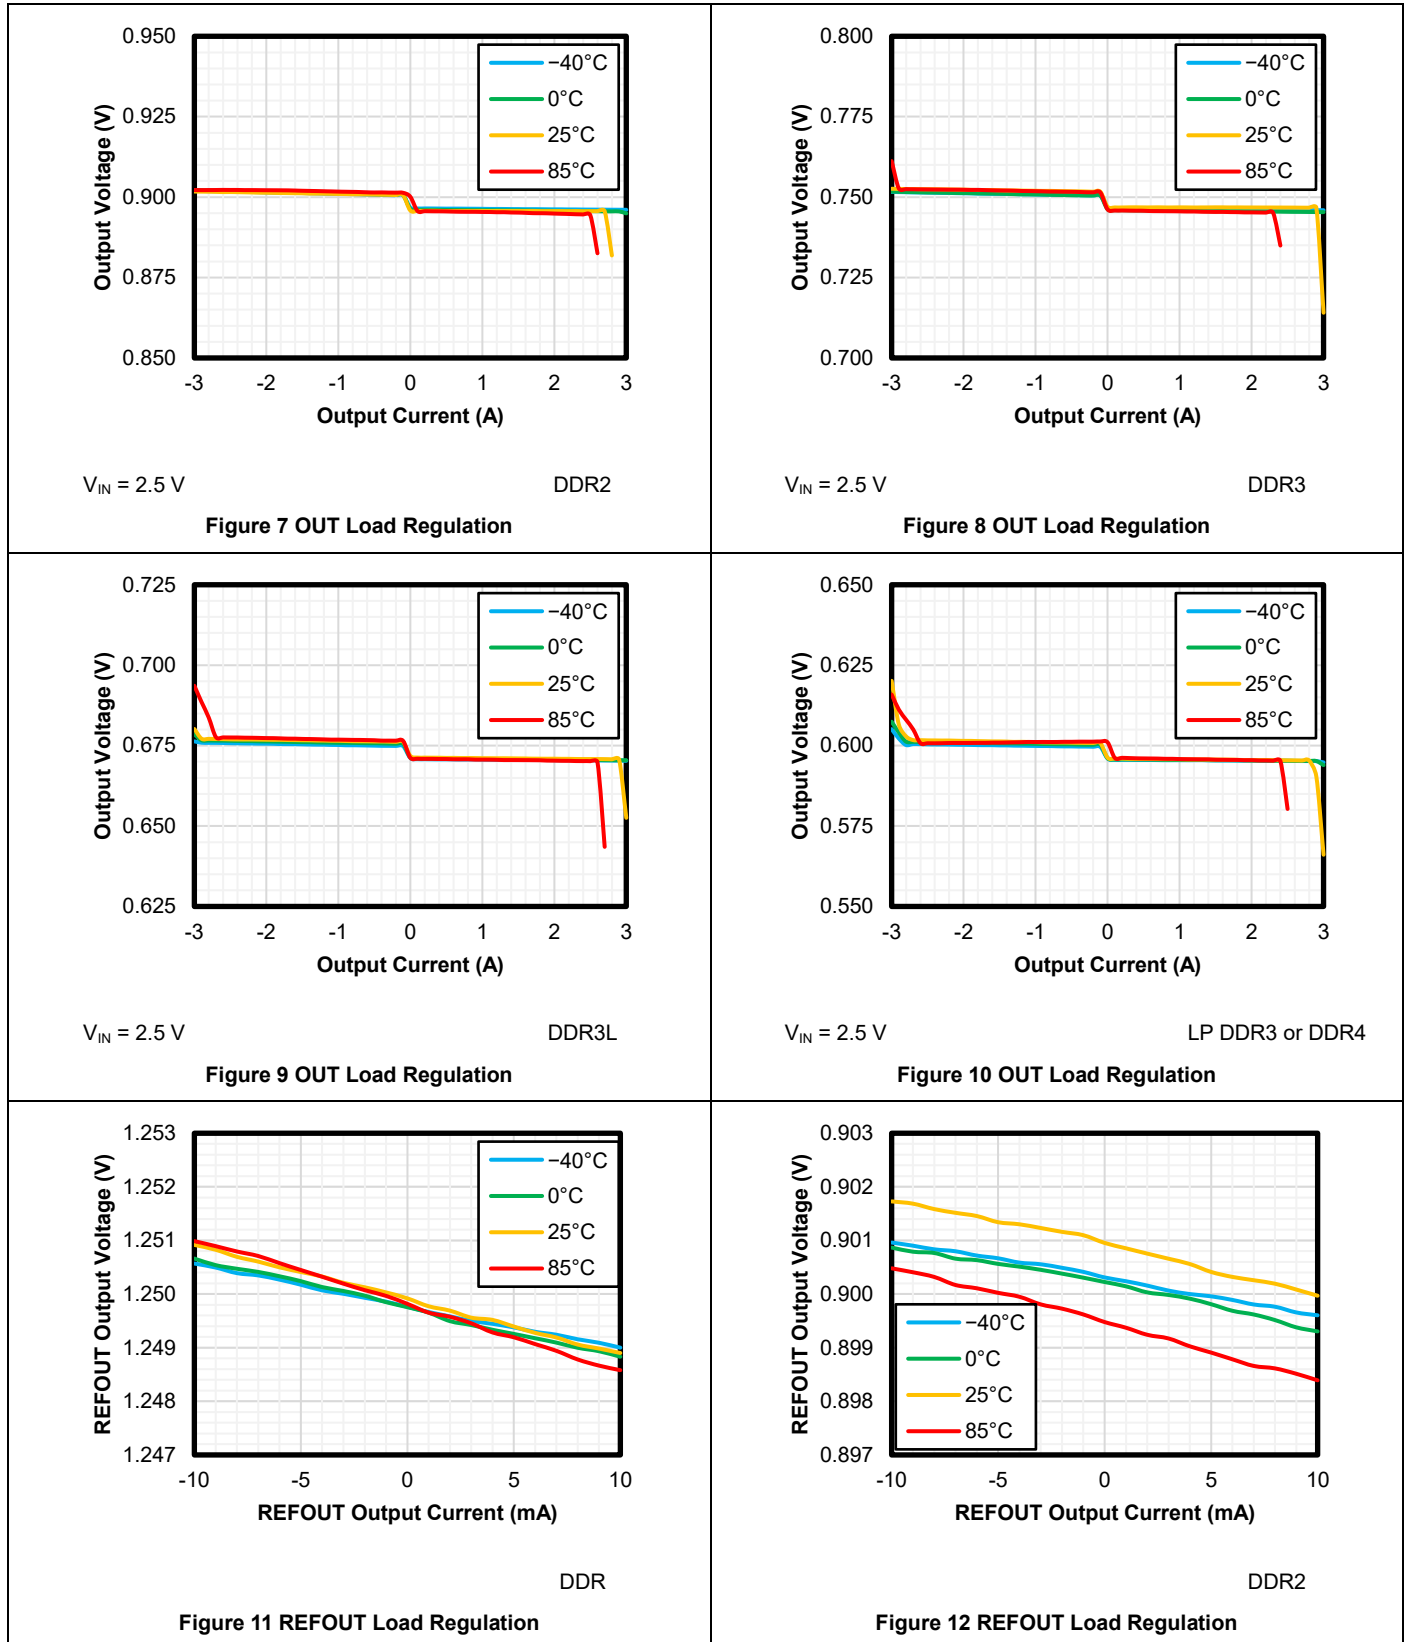 0.950
0.925
0.900
0.875
0.850
Output Voltage (V)
−40°C
0°C
25°C
85°C
-3 -2 -1 0 1 2 3
Output Current (A)
V_IN = 2.5 V DDR2
Figure 7 OUT Load Regulation
0.800
0.775
0.750
0.725
0.700
Output Voltage (V)
−40°C
0°C
25°C
85°C
-3 -2 -1 0 1 2 3
Output Current (A)
V_IN = 2.5 V DDR3
Figure 8 OUT Load Regulation
0.725
0.700
0.675
0.650
0.625
Output Voltage (V)
−40°C
0°C
25°C
85°C
-3 -2 -1 0 1 2 3
Output Current (A)
V_IN = 2.5 V DDR3L
Figure 9 OUT Load Regulation
0.650
0.625
0.600
0.575
0.550
Output Voltage (V)
−40°C
0°C
25°C
85°C
-3 -2 -1 0 1 2 3
Output Current (A)
V_IN = 2.5 V LP DDR3 or DDR4
Figure 10 OUT Load Regulation
1.253
1.252
1.251
1.250
1.249
1.248
1.247
REFOUT Output Voltage (V)
−40°C
0°C
25°C
85°C
-10 -5 0 5 10
REFOUT Output Current (mA)
DDR
Figure 11 REFOUT Load Regulation
0.903
0.902
0.901
0.900
0.899
0.898
0.897
REFOUT Output Voltage (V)
−40°C
0°C
25°C
85°C
-10 -5 0 5 10
REFOUT Output Current (mA)
DDR2
Figure 12 REFOUT Load Regulation